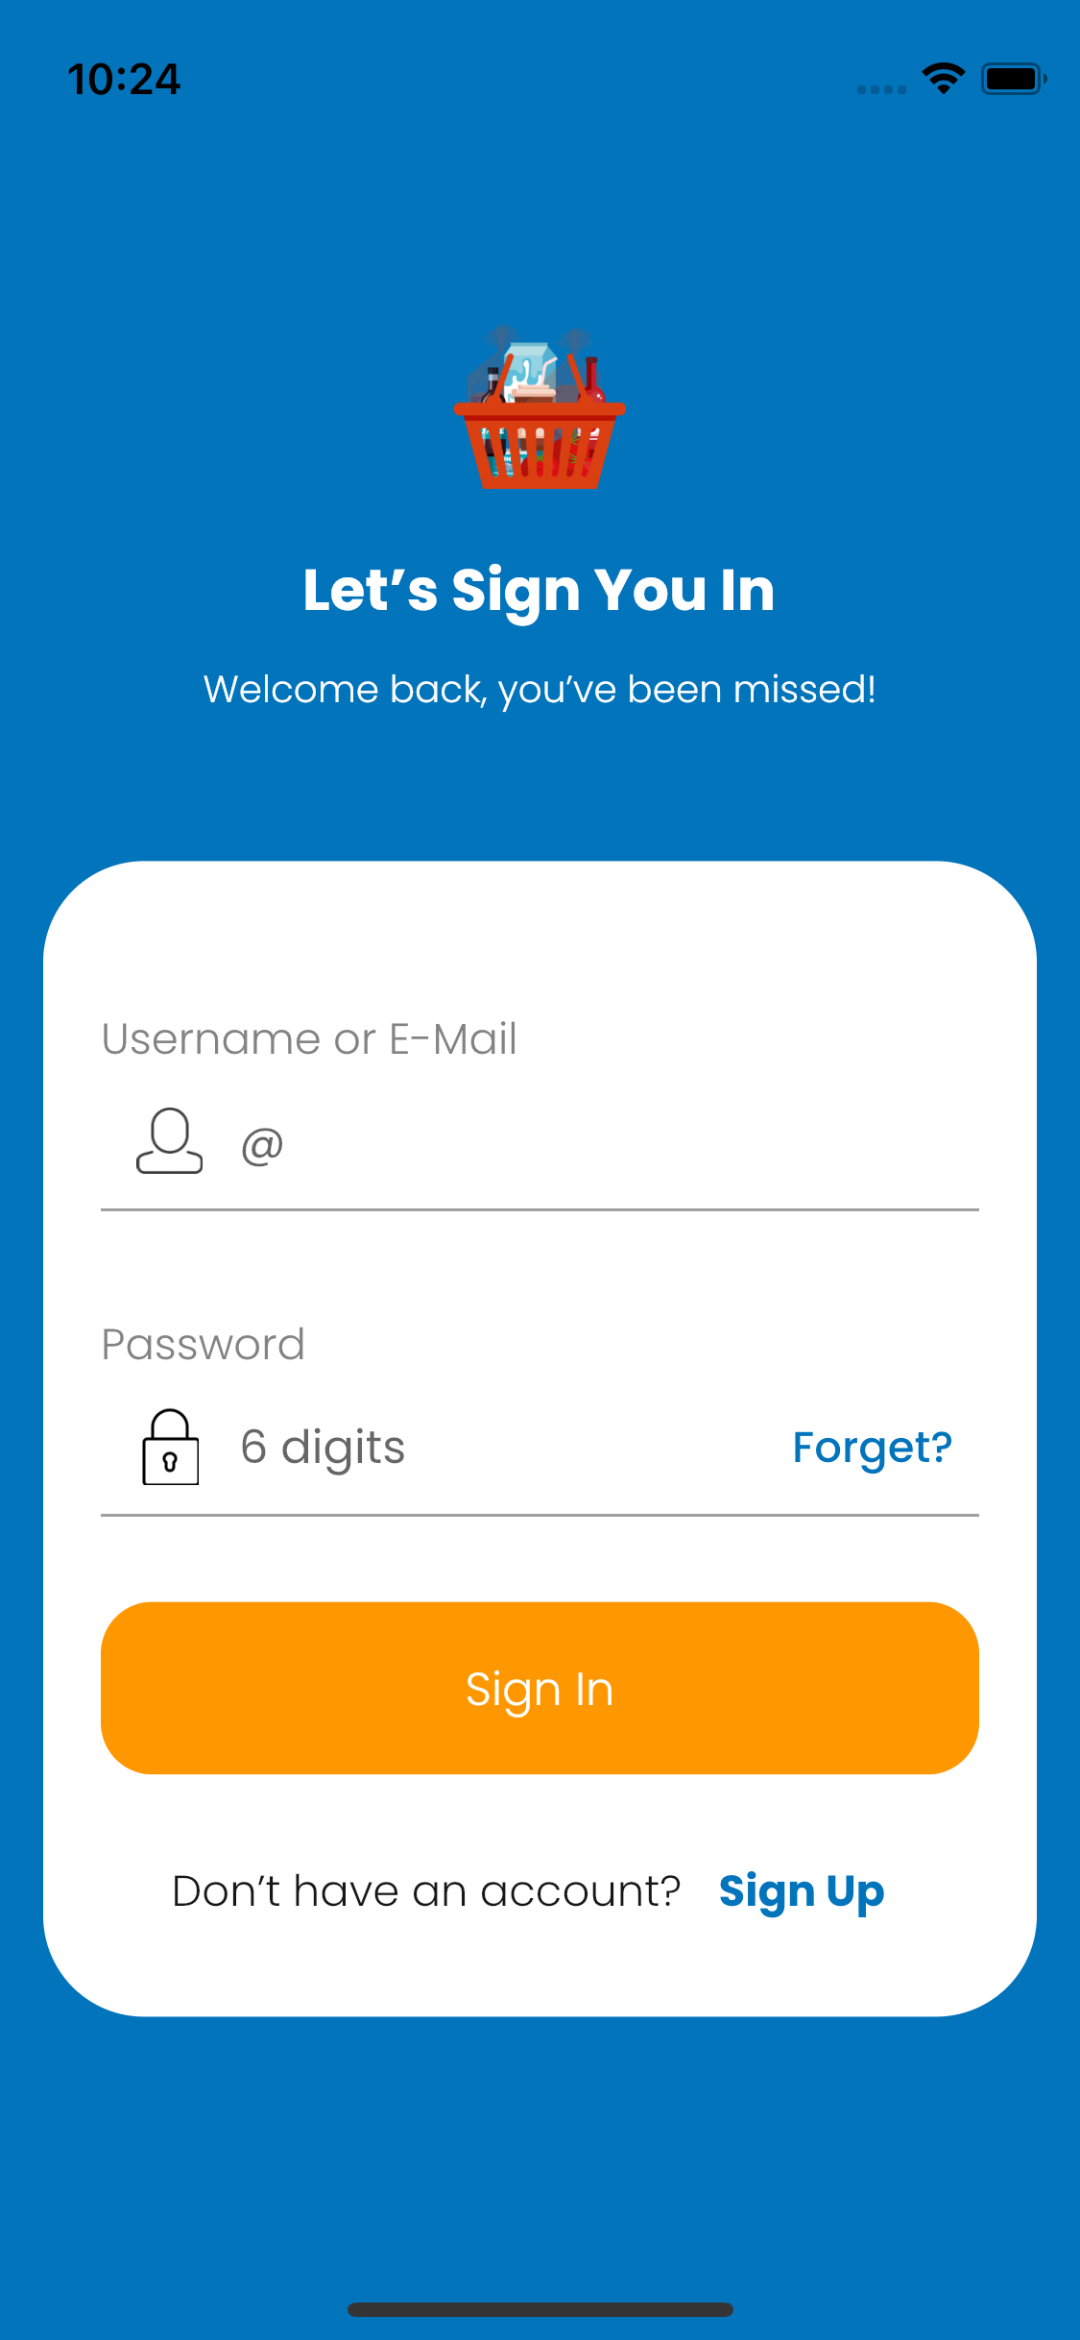 10:24
Let’s Sign You In
Welcome back, you’ve been missed!
Username or E-Mail
@
Password
6 digits Forget?
Sign In
Don’t have an account? Sign Up